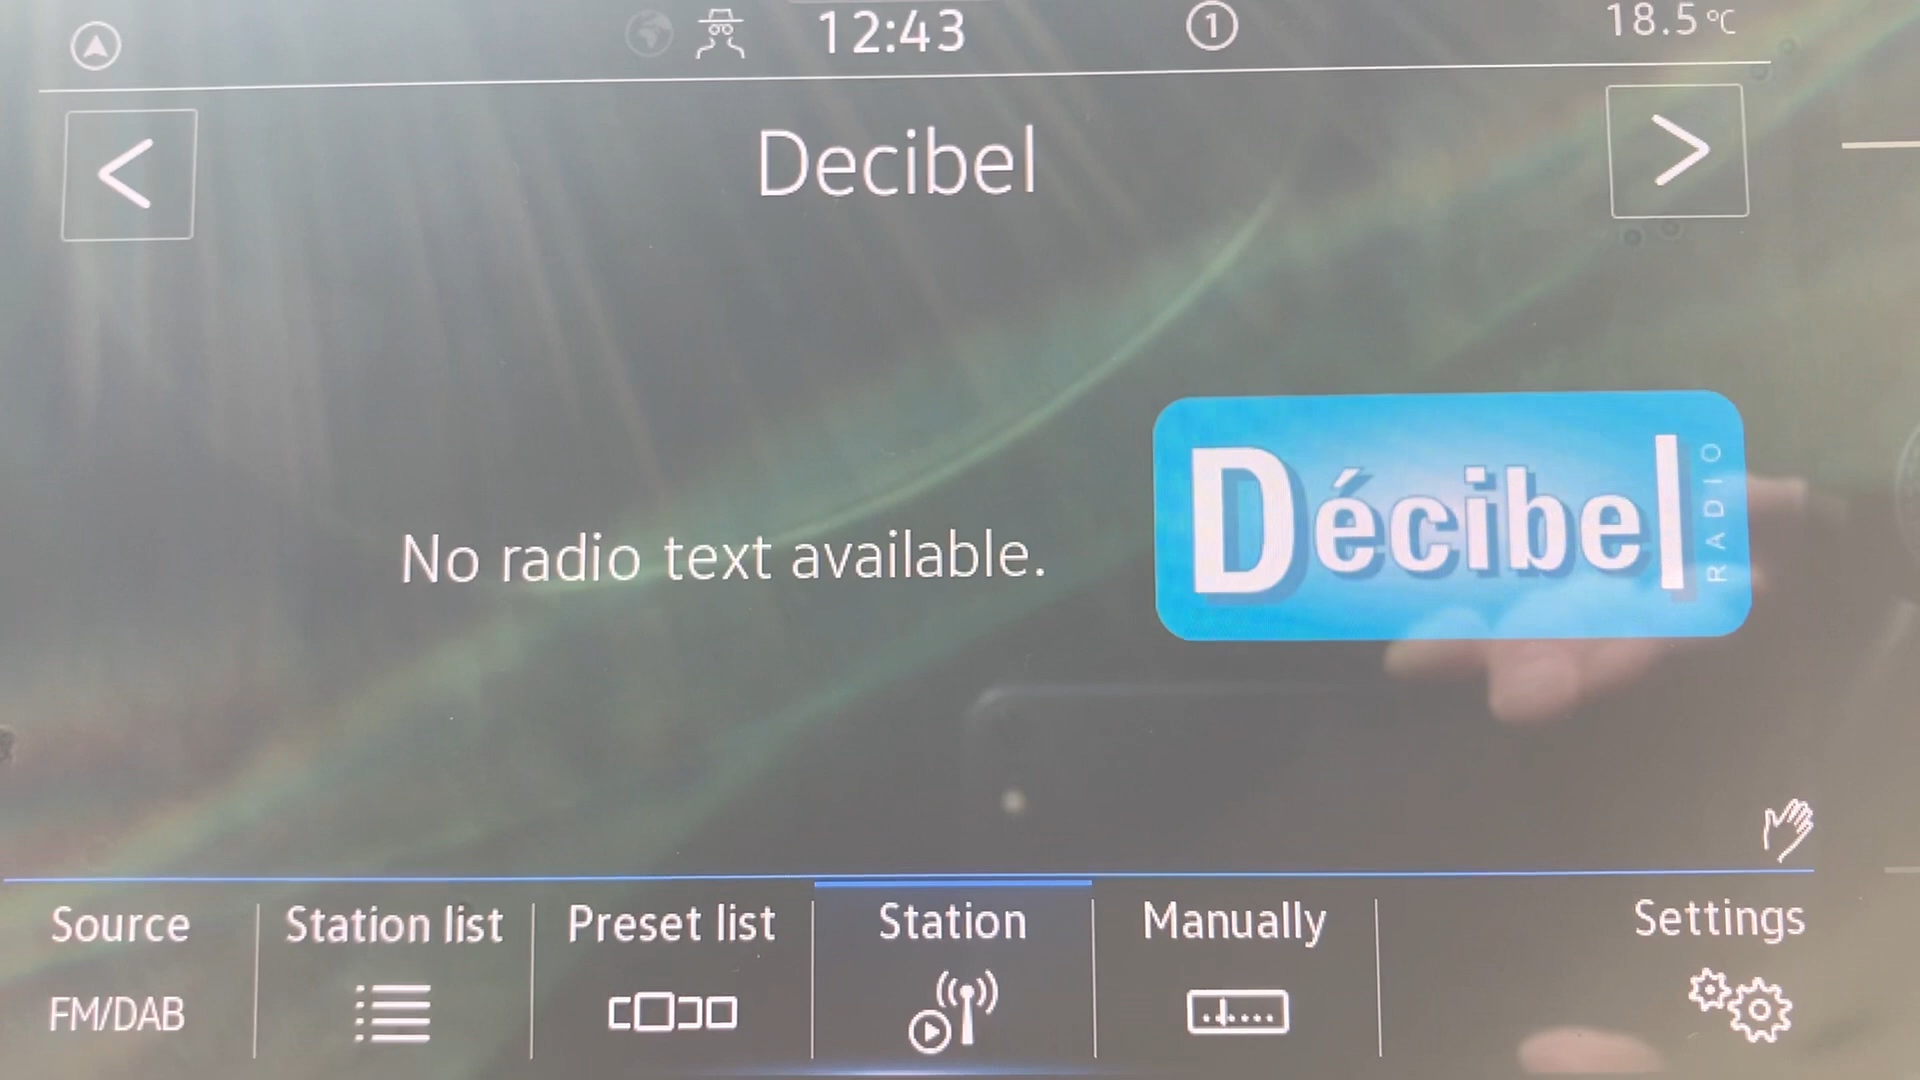 12:43
1
18.5 °C
Decibel
No radio text available.
Décibel RADIO
Source
Station list
Preset list
Station
Manually
Settings
FM/DAB